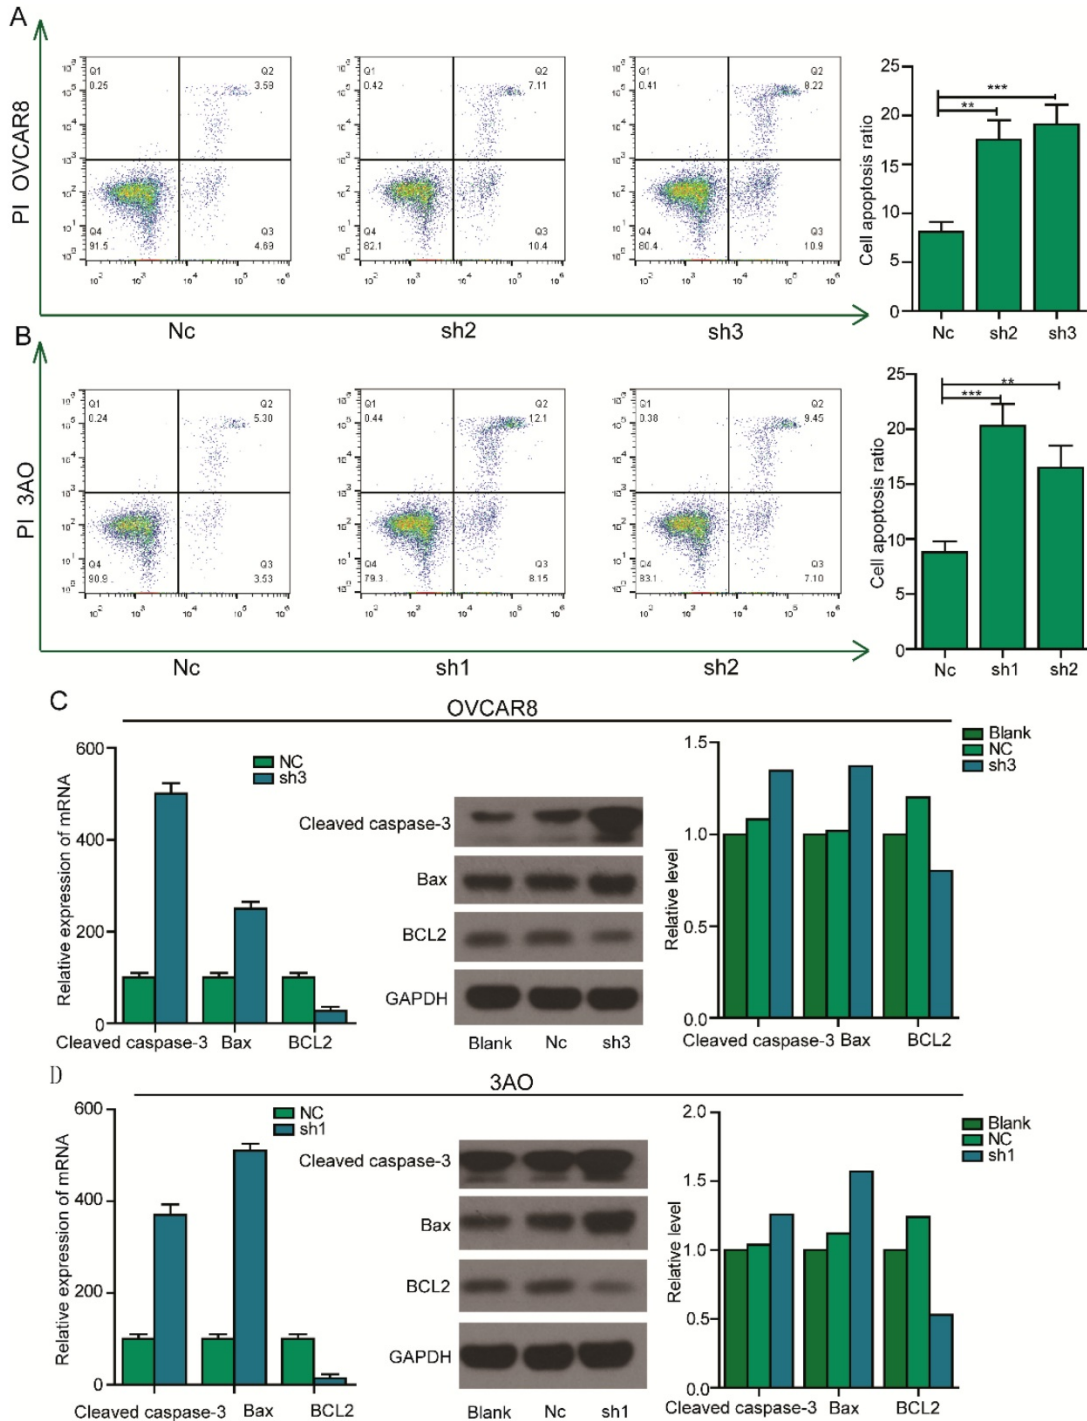 A
PI OVCAR8
Q1
0.25
Q2
3.59
Q4
91.5
Q3
4.69
Q1
0.42
Q2
7.11
Q4
82.1
Q3
10.4
Q1
0.41
Q2
8.22
Q4
80.4
Q3
10.9
Nc sh2 sh3
Cell apoptosis ratio
25
20
15
10
5
0
** ***
Nc sh2 sh3
B
PI 3AO
Q1
0.24
Q2
5.30
Q4
90.9
Q3
3.53
Q1
0.44
Q2
12.1
Q4
79.3
Q3
8.15
Q1
0.38
Q2
9.45
Q4
83.1
Q3
7.10
Nc sh1 sh2
Cell apoptosis ratio
25
20
15
10
5
0
*** **
Nc sh1 sh2
C
OVCAR8
Relative expression of mRNA
600
400
200
0
NC
sh3
Cleaved caspase-3 Bax BCL2
Cleaved caspase-3
Bax
BCL2
GAPDH
Blank Nc sh3
Relative level
1.5
1.0
0.5
0.0
Blank
NC
sh3
Cleaved caspase-3 Bax BCL2
D
3AO
Relative expression of mRNA
600
400
200
0
NC
sh1
Cleaved caspase-3 Bax BCL2
Cleaved caspase-3
Bax
BCL2
GAPDH
Blank Nc sh1
Relative level
2.0
1.5
1.0
0.5
0.0
Blank
NC
sh1
Cleaved caspase-3 Bax BCL2